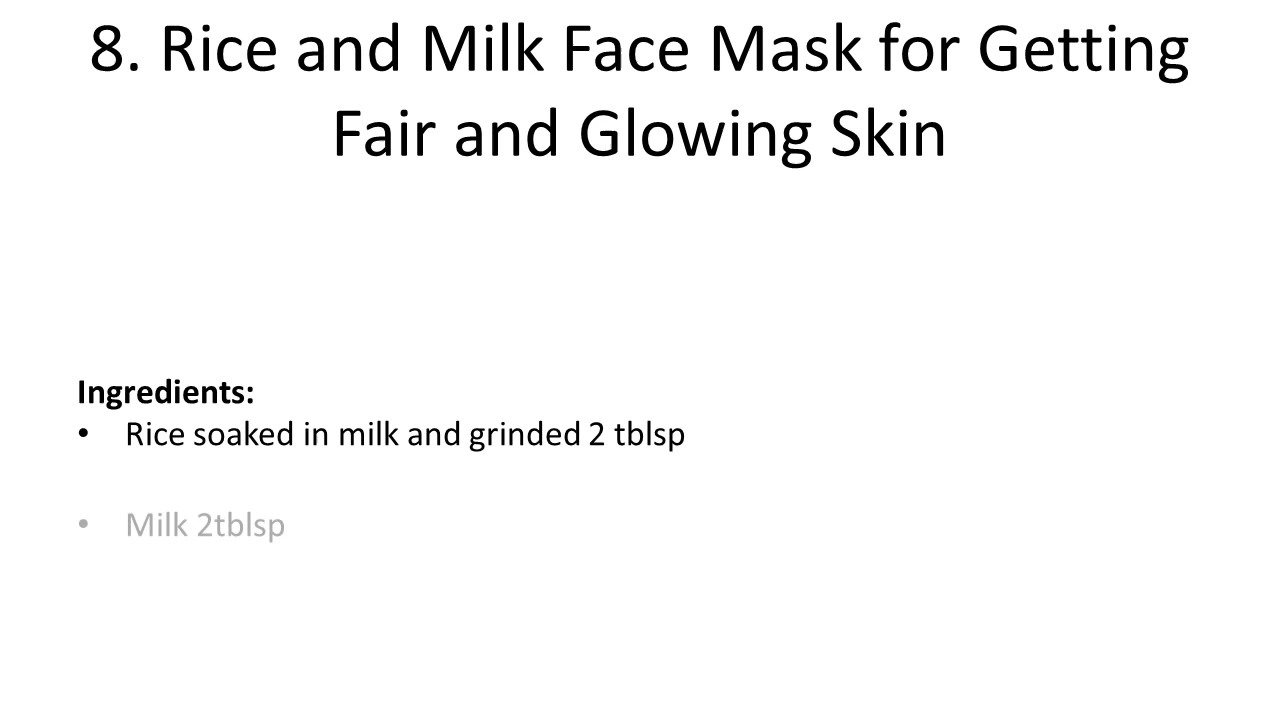 8. Rice and Milk Face Mask for Getting
Fair and Glowing Skin
Ingredients:
• Rice soaked in milk and grinded 2 tblsp
• Milk 2tblsp